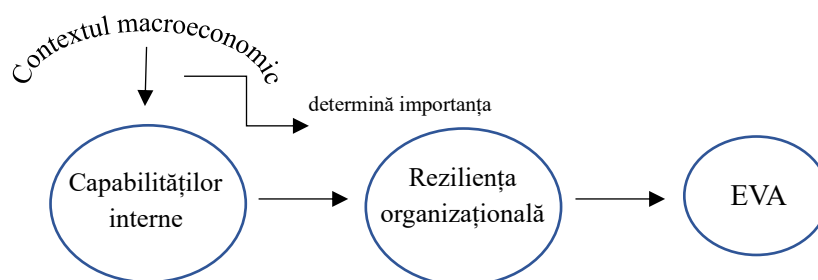 Contextul macroeconomic
determină importanța
Capabilităților
interne
Reziliența
organizațională
EVA